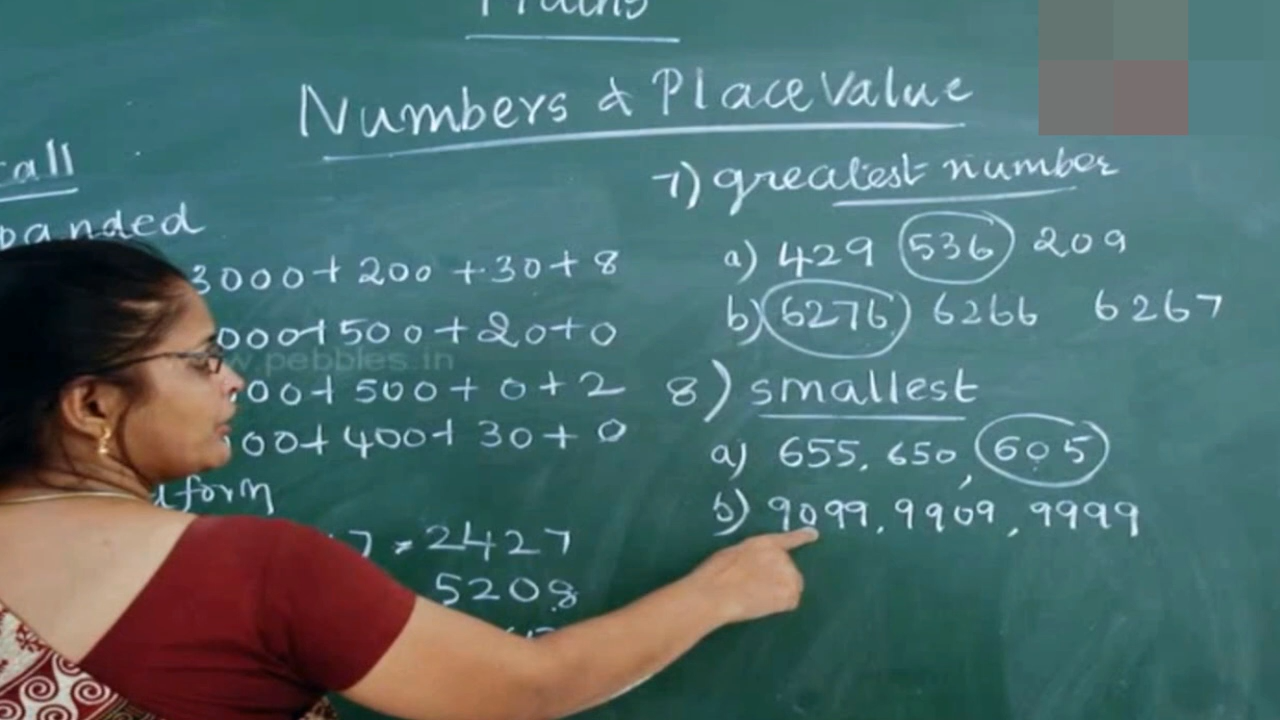 Maths
Numbers & Place Value
call
panded
3000+ 200 + 30 + 8
000+ 500 + 20+0
00+ 500+ 0 + 2
00+ 400+ 30 + 0
form
7 = 2427
5208
7) greatest number
a) 429 536 209
b) 6276 6266 6267
8) smallest
a) 655, 650, 605
b) 9099, 9909, 9999
w.pebbles.in